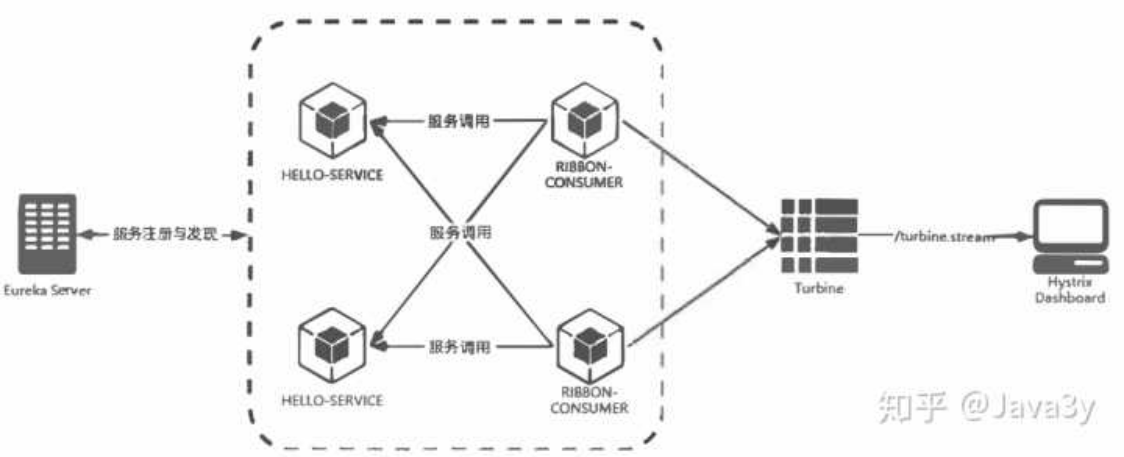 服务调用
HELLO-SERVICE
RIBBON-
CONSUMER
服务注册与发现
服务调用
/turbine.stream
Eureka Server
Turbine
Hystrix
Dashboard
服务调用
HELLO-SERVICE
RIBBON-
CONSUMER
知乎 @Java3y